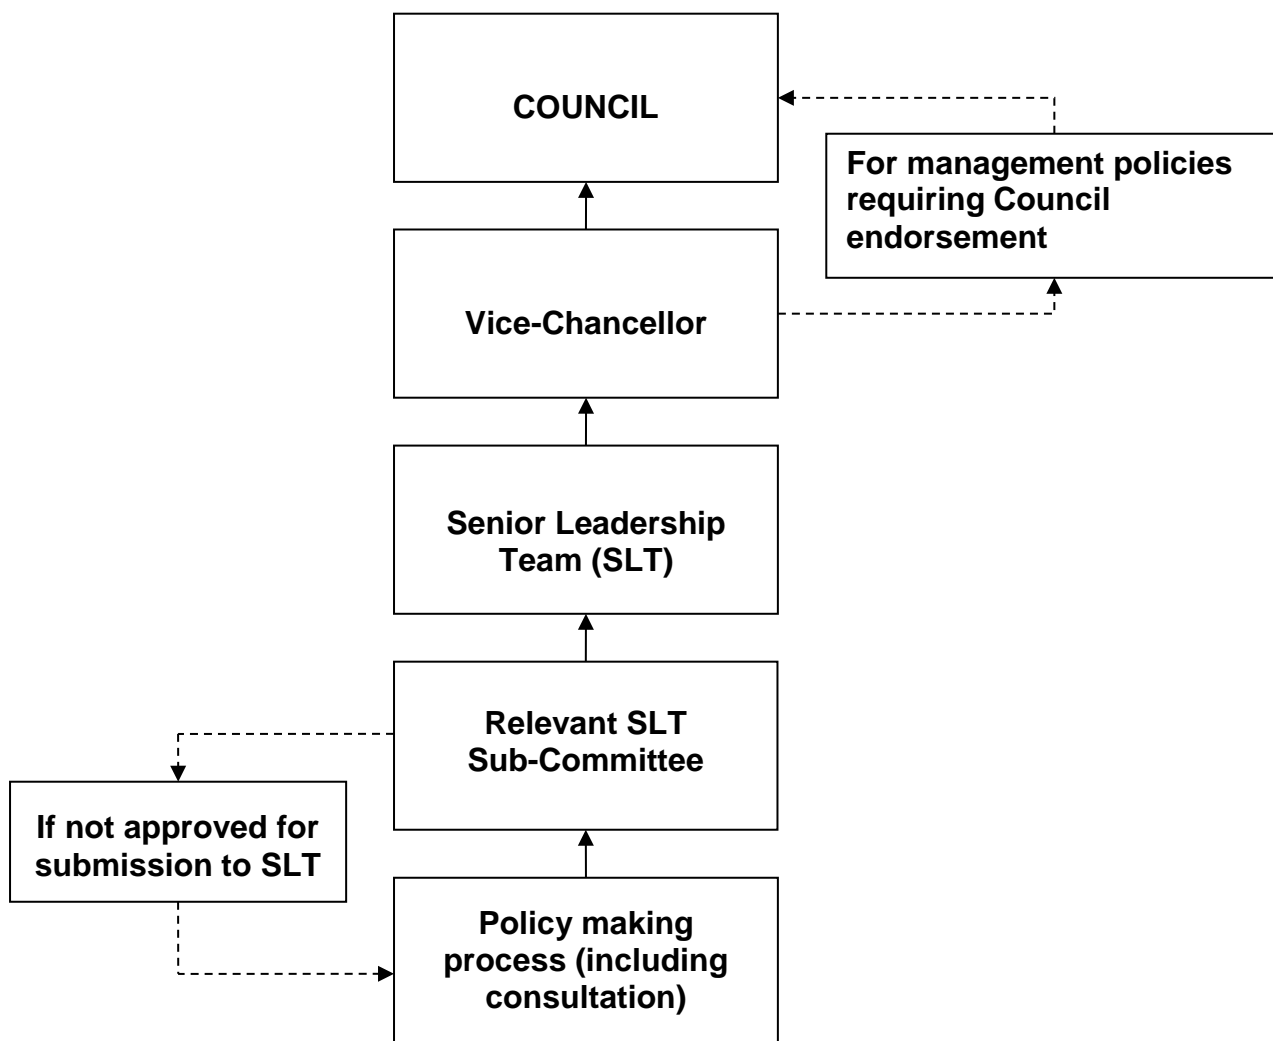 COUNCIL
For management policies
requiring Council
endorsement
Vice-Chancellor
Senior Leadership
Team (SLT)
Relevant SLT
Sub-Committee
If not approved for
submission to SLT
Policy making
process (including
consultation)